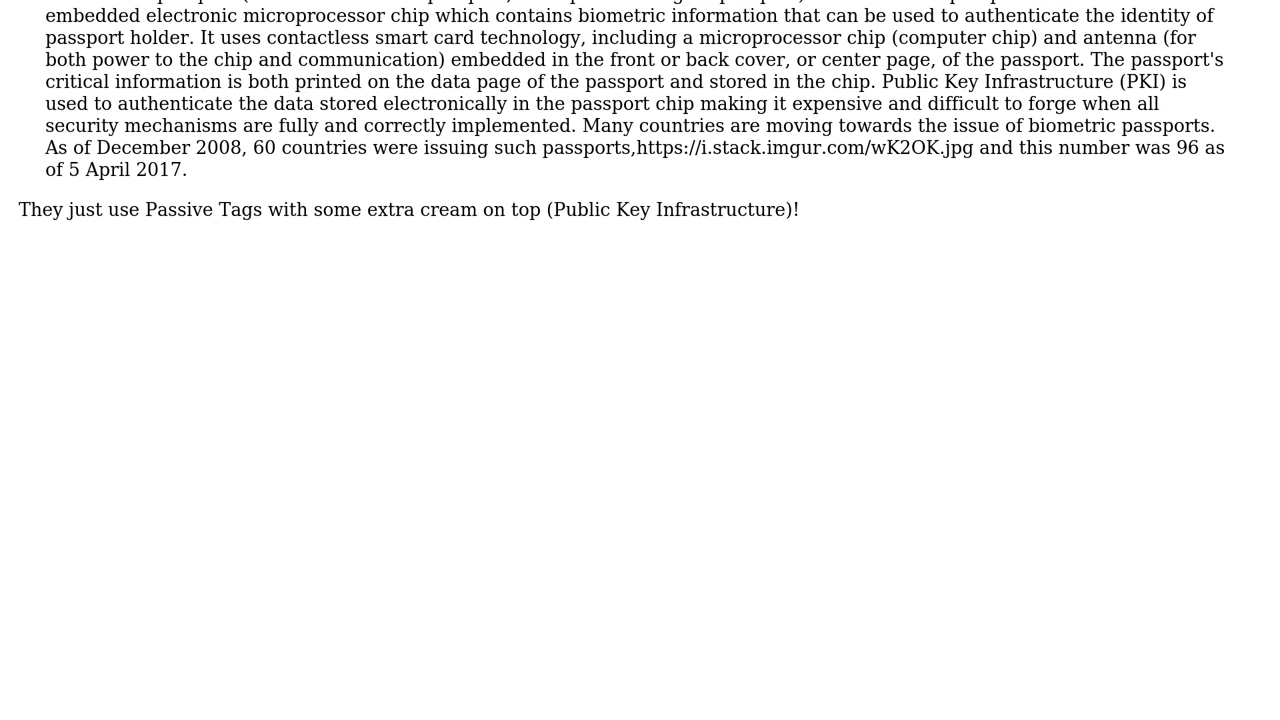 embedded electronic microprocessor chip which contains biometric information that can be used to authenticate the identity of
passport holder. It uses contactless smart card technology, including a microprocessor chip (computer chip) and antenna (for
both power to the chip and communication) embedded in the front or back cover, or center page, of the passport. The passport's
critical information is both printed on the data page of the passport and stored in the chip. Public Key Infrastructure (PKI) is
used to authenticate the data stored electronically in the passport chip making it expensive and difficult to forge when all
security mechanisms are fully and correctly implemented. Many countries are moving towards the issue of biometric passports.
As of December 2008, 60 countries were issuing such passports,https://i.stack.imgur.com/wK2OK.jpg and this number was 96 as
of 5 April 2017.
They just use Passive Tags with some extra cream on top (Public Key Infrastructure)!